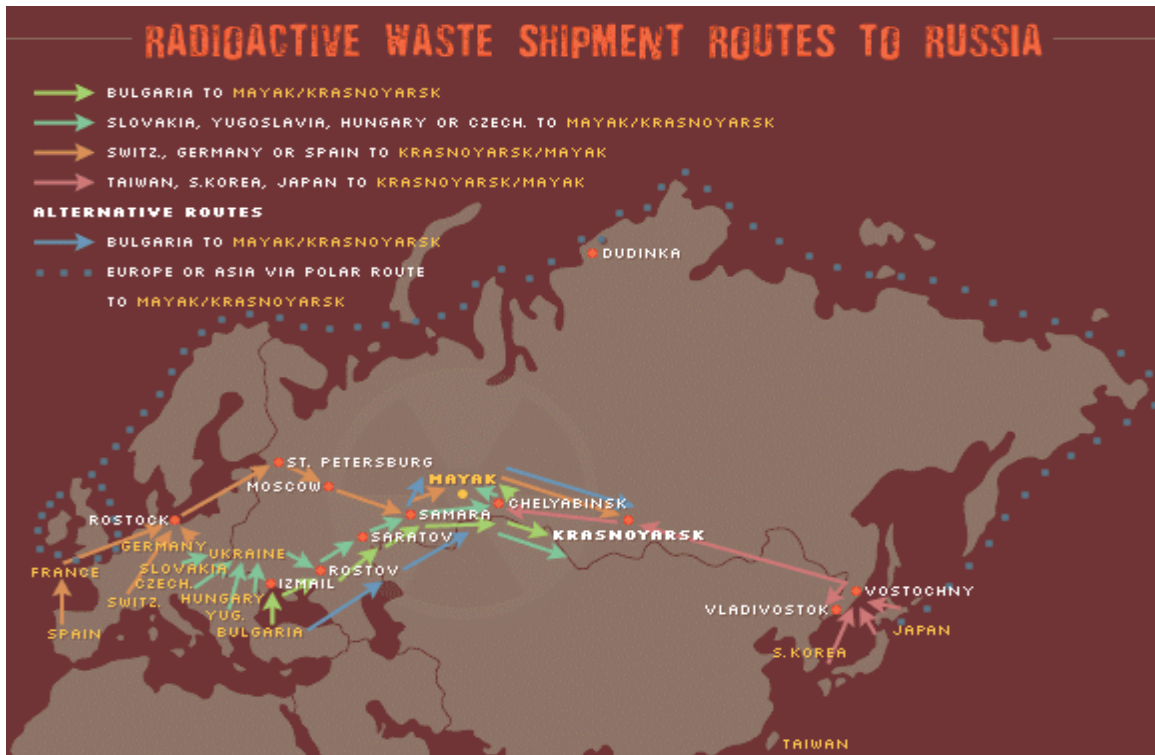 RADIOACTIVE WASTE SHIPMENT ROUTES TO RUSSIA
BULGARIA TO MAYAK/KRASNOYARSK
SLOVAKIA, YUGOSLAVIA, HUNGARY OR CZECH. TO MAYAK/KRASNOYARSK
SWITZ., GERMANY OR SPAIN TO KRASNOYARSK/MAYAK
TAIWAN, S.KOREA, JAPAN TO KRASNOYARSK/MAYAK
ALTERNATIVE ROUTES
BULGARIA TO MAYAK/KRASNOYARSK
EUROPE OR ASIA VIA POLAR ROUTE
TO MAYAK/KRASNOYARSK
DUDINKA
ST. PETERSBURG
MAYAK
MOSCOW
CHELYABINSK
SAMARA
ROSTOCK
KRASNOYARSK
SARATOV
GERMANY
UKRAINE
SLOVAKIA
FRANCE
ROSTOV
CZECH.
IZMAIL
VOSTOCHNY
SWITZ.
HUNGARY
VLADIVOSTOK
YUG.
SPAIN
BULGARIA
JAPAN
S.KOREA
TAIWAN